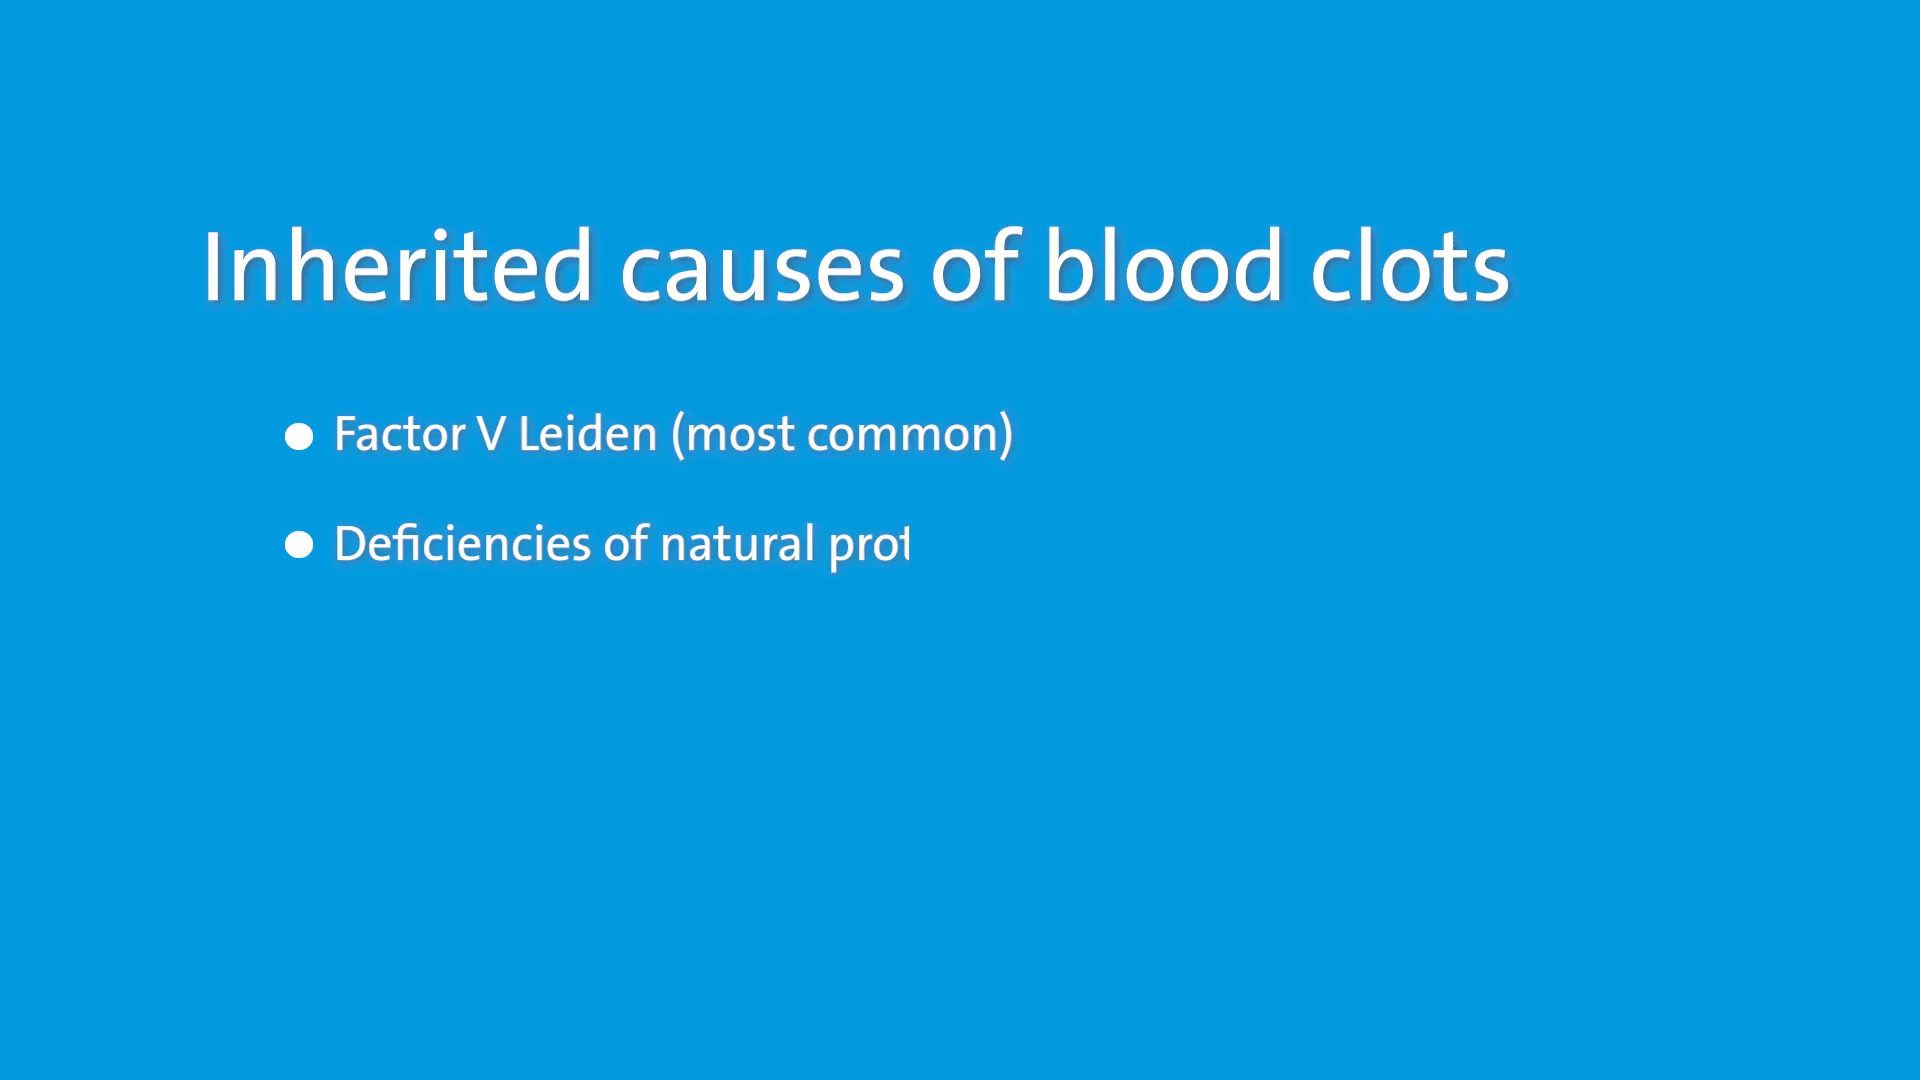 Inherited causes of blood clots
● Factor V Leiden (most common)
● Deficiencies of natural prot